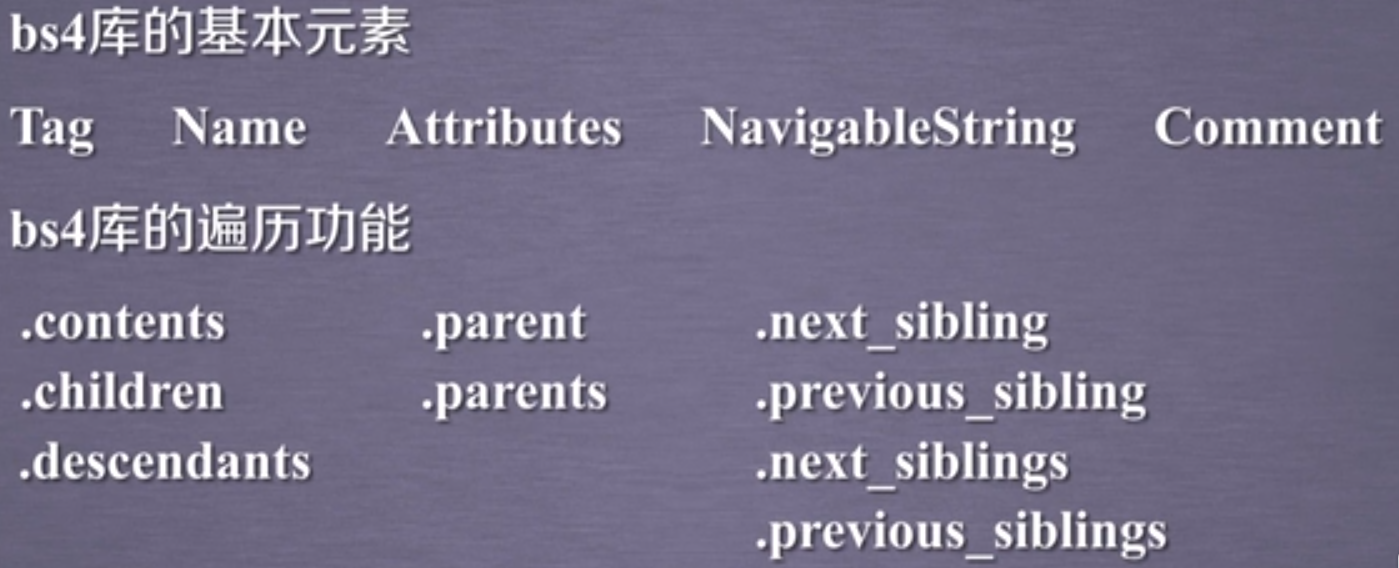 bs4库的基本元素
Tag Name Attributes NavigableString Comment
bs4库的遍历功能
.contents .parent .next_sibling
.children .parents .previous_sibling
.descendants .next_siblings
.previous_siblings